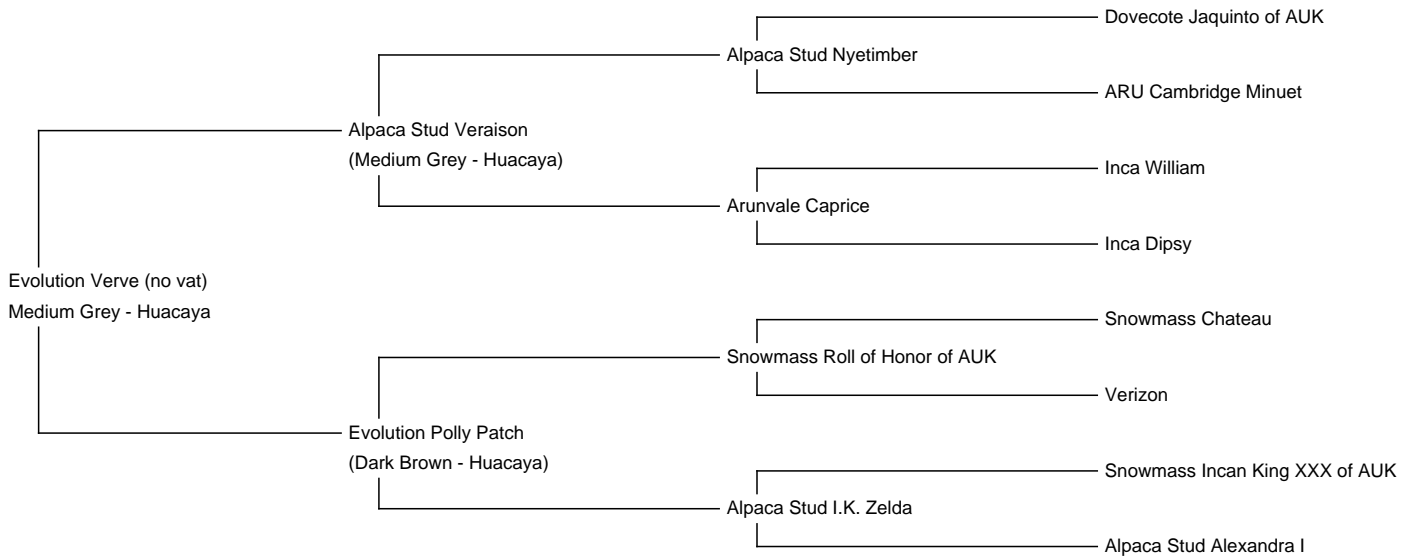 Dovecote Jaquinto of AUK
Alpaca Stud Nyetimber
ARU Cambridge Minuet
Alpaca Stud Veraison
(Medium Grey - Huacaya)
Inca William
Arunvale Caprice
Inca Dipsy
Evolution Verve (no vat)
Medium Grey - Huacaya
Snowmass Chateau
Snowmass Roll of Honor of AUK
Verizon
Evolution Polly Patch
(Dark Brown - Huacaya)
Snowmass Incan King XXX of AUK
Alpaca Stud I.K. Zelda
Alpaca Stud Alexandra I